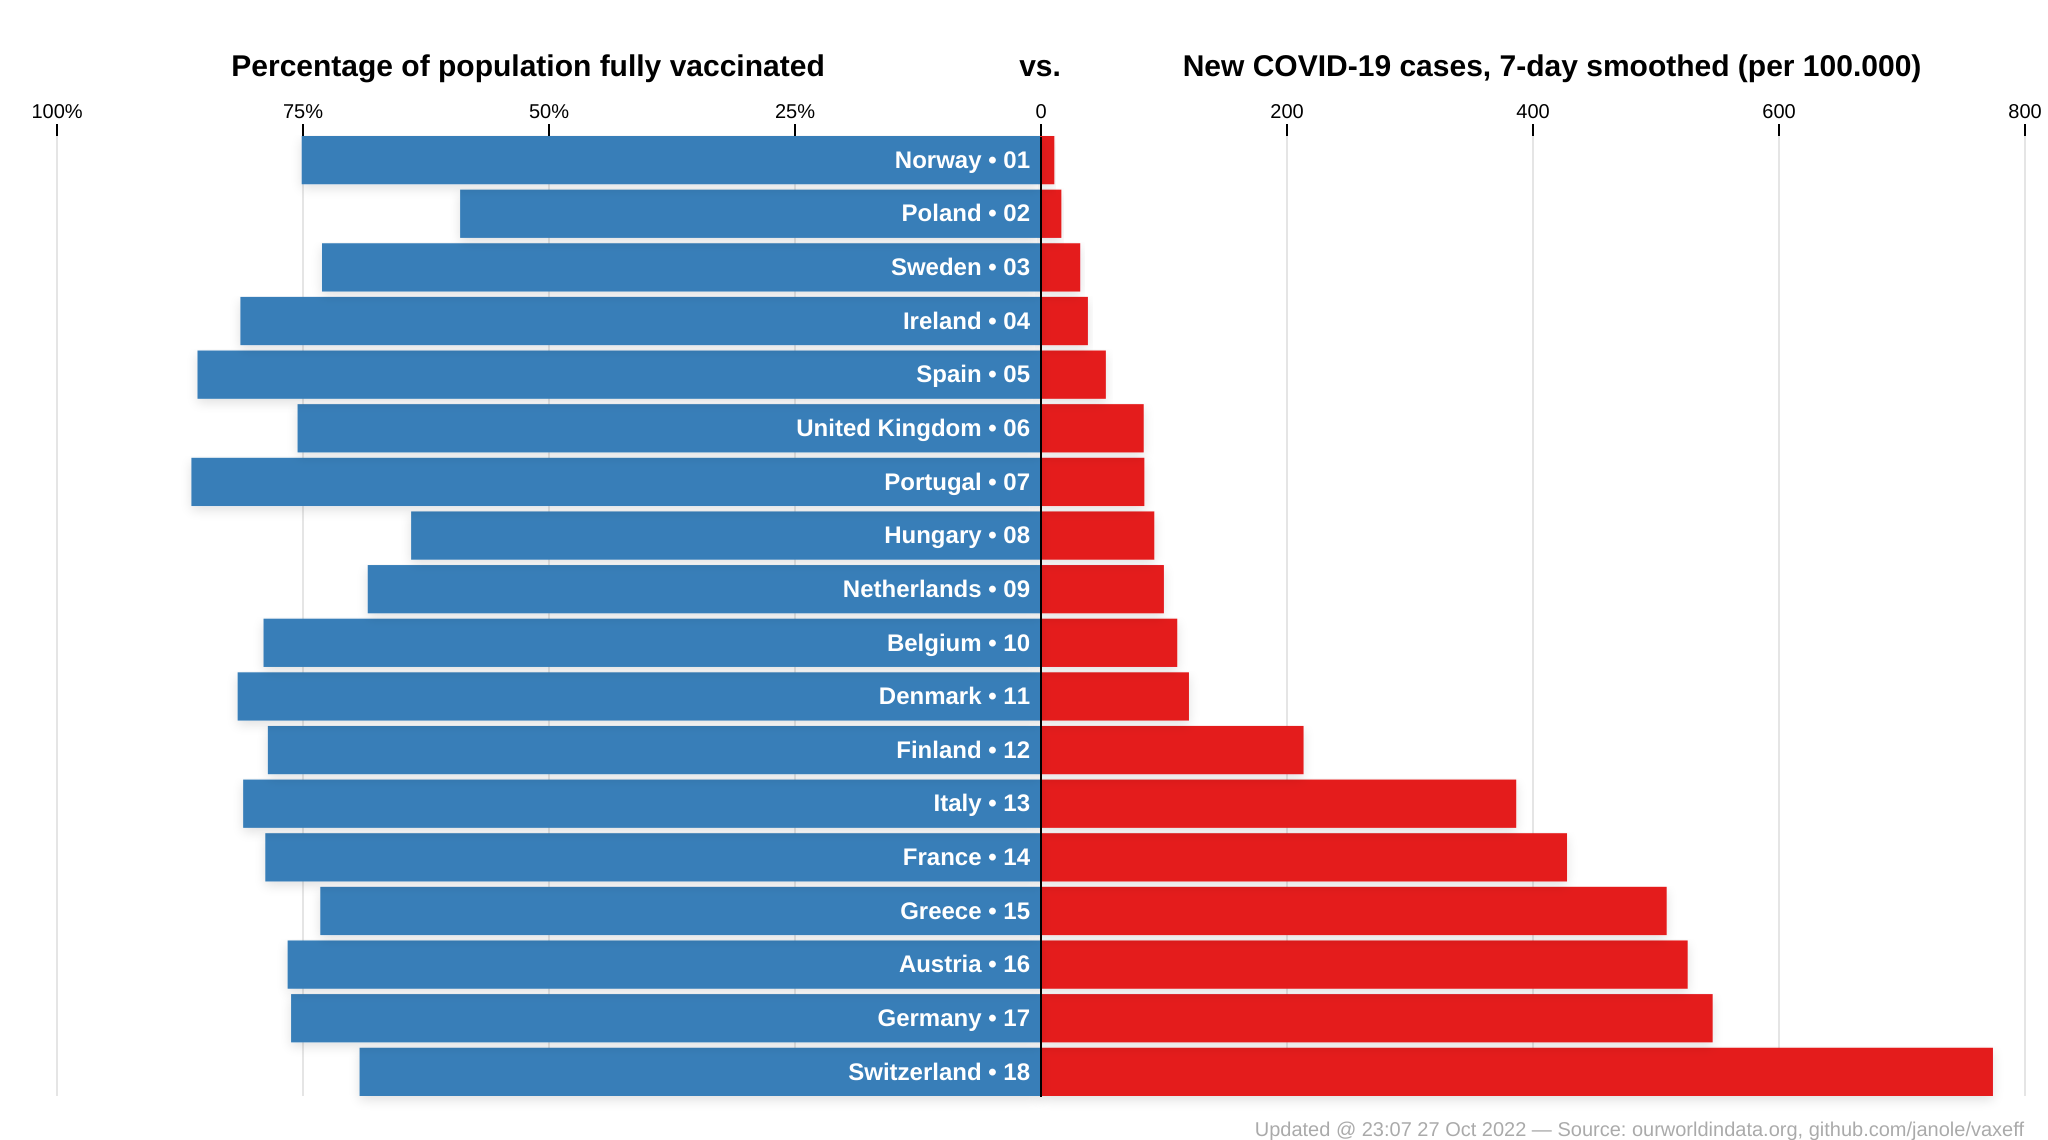 Percentage of population fully vaccinated vs. New COVID-19 cases, 7-day smoothed (per 100.000)
100% 75% 50% 25% 0 200 400 600 800
Norway • 01
Poland • 02
Sweden • 03
Ireland • 04
Spain • 05
United Kingdom • 06
Portugal • 07
Hungary • 08
Netherlands • 09
Belgium • 10
Denmark • 11
Finland • 12
Italy • 13
France • 14
Greece • 15
Austria • 16
Germany • 17
Switzerland • 18
Updated @ 23:07 27 Oct 2022 — Source: ourworldindata.org, github.com/janole/vaxeff